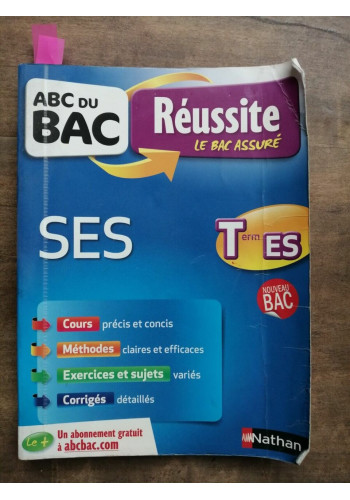 ABC DU
BAC
Réussite
LE BAC ASSURÉ
SES
Term ES
NOUVEAU
BAC
Cours précis et concis
Méthodes claires et efficaces
Exercices et sujets variés
Corrigés détaillés
Le + Un abonnement gratuit
à abcbac.com
Nathan